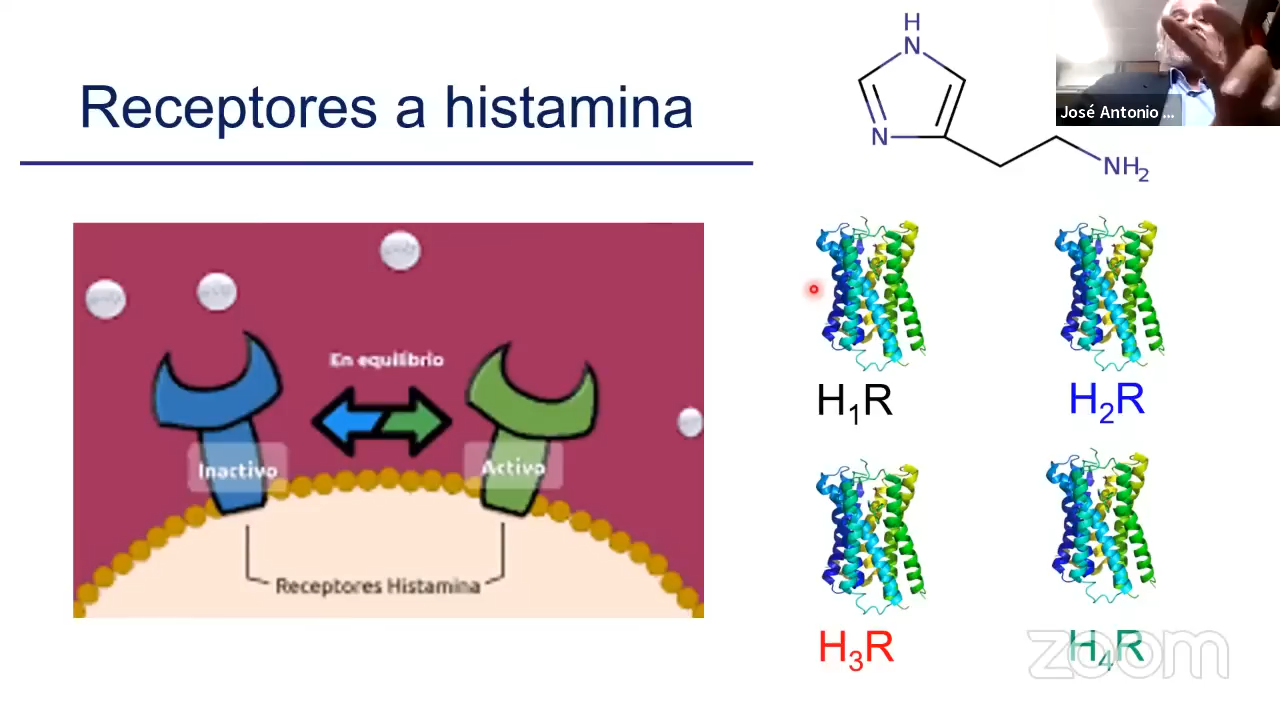 Receptores a histamina
H
N
N
NH2
José Antonio ...
En equilibrio
Inactivo
Activo
Receptores Histamina
H1R
H2R
H3R
H4R
zoom